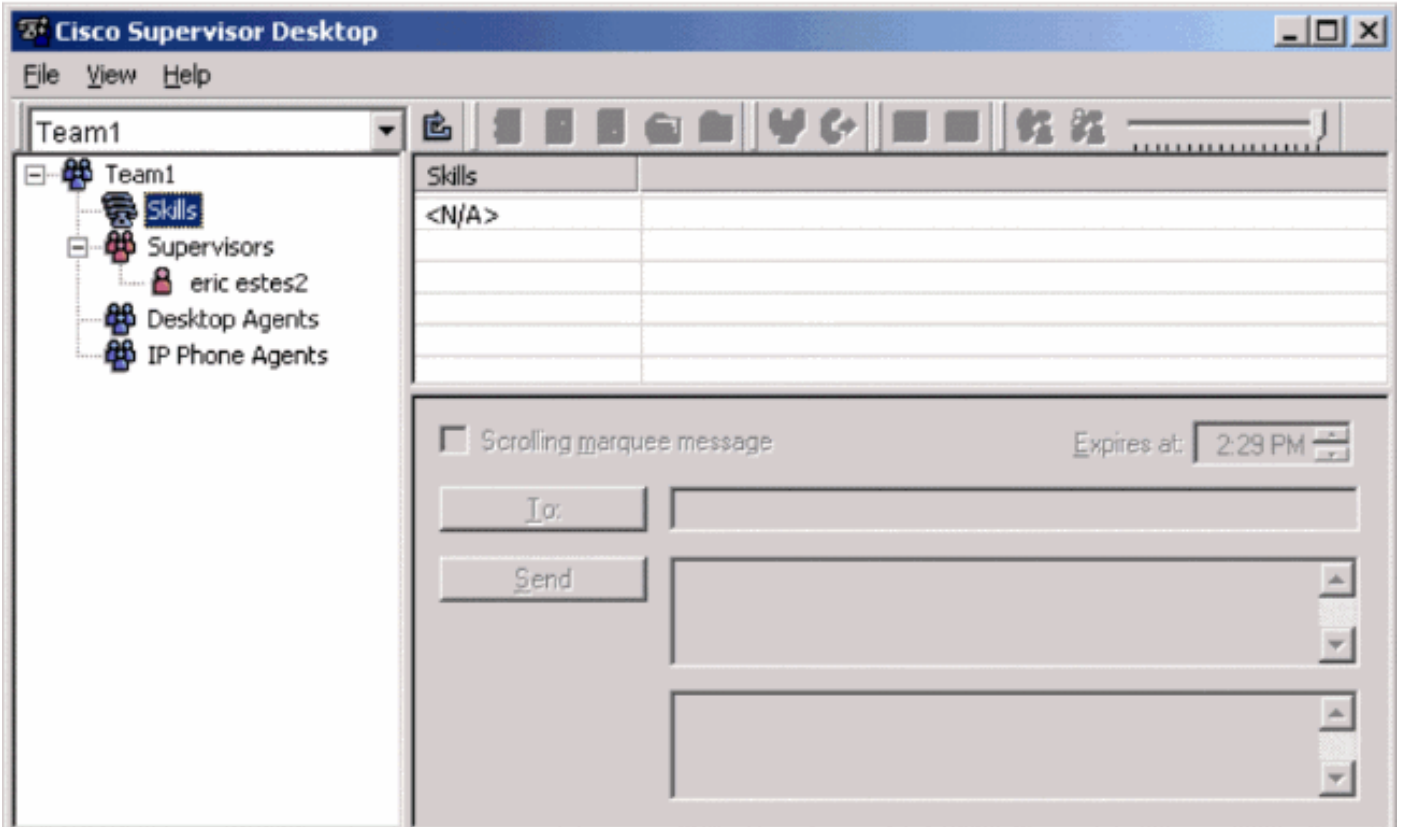 Cisco Supervisor Desktop
File View Help
Team1
Team1
Skills
Supervisors
eric estes2
Desktop Agents
IP Phone Agents
Skills
<N/A>
Scrolling marquee message
Expires at: 2:29 PM
To:
Send